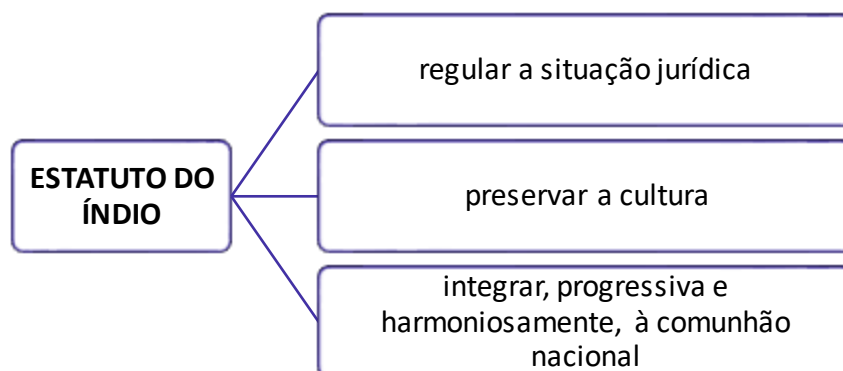 regular a situação jurídica
ESTATUTO DO
ÍNDIO
preservar a cultura
integrar, progressiva e
harmoniosamente, à comunhão
nacional